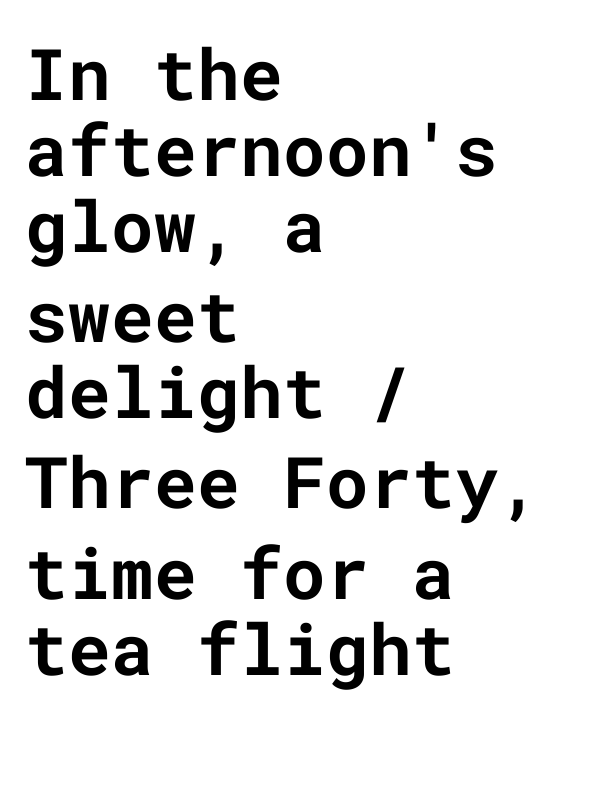 In the
afternoon's
glow, a
sweet
delight /
Three Forty,
time for a
tea flight